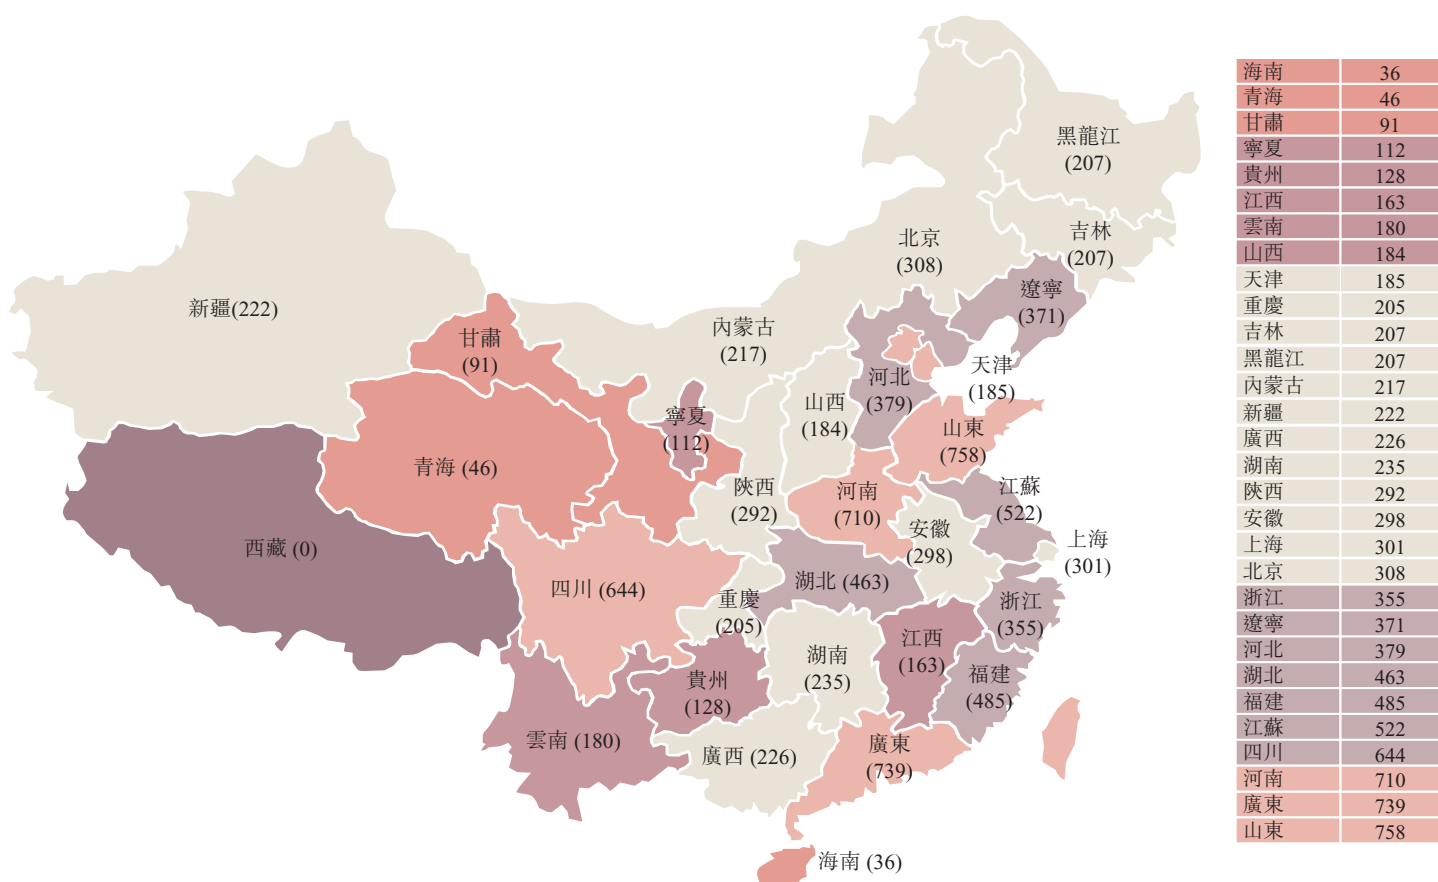 黑龍江
(207)
北京
(308)
吉林
(207)
遼寧
(371)
新疆(222)
內蒙古
(217)
甘肅
(91)
天津
(185)
河北
(379)
山西
(184)
寧夏
(112)
山東
(758)
青海 (46)
陝西
(292)
河南
(710)
江蘇
(522)
安徽
(298)
上海
(301)
西藏 (0)
四川 (644)
湖北 (463)
重慶
(205)
浙江
(355)
江西
(163)
湖南
(235)
福建
(485)
貴州
(128)
雲南 (180)
廣西 (226)
廣東
(739)
海南 (36)
海南 36
青海 46
甘肅 91
寧夏 112
貴州 128
江西 163
雲南 180
山西 184
天津 185
重慶 205
吉林 207
黑龍江 207
內蒙古 217
新疆 222
廣西 226
湖南 235
陝西 292
安徽 298
上海 301
北京 308
浙江 355
遼寧 371
河北 379
湖北 463
福建 485
江蘇 522
四川 644
河南 710
廣東 739
山東 758